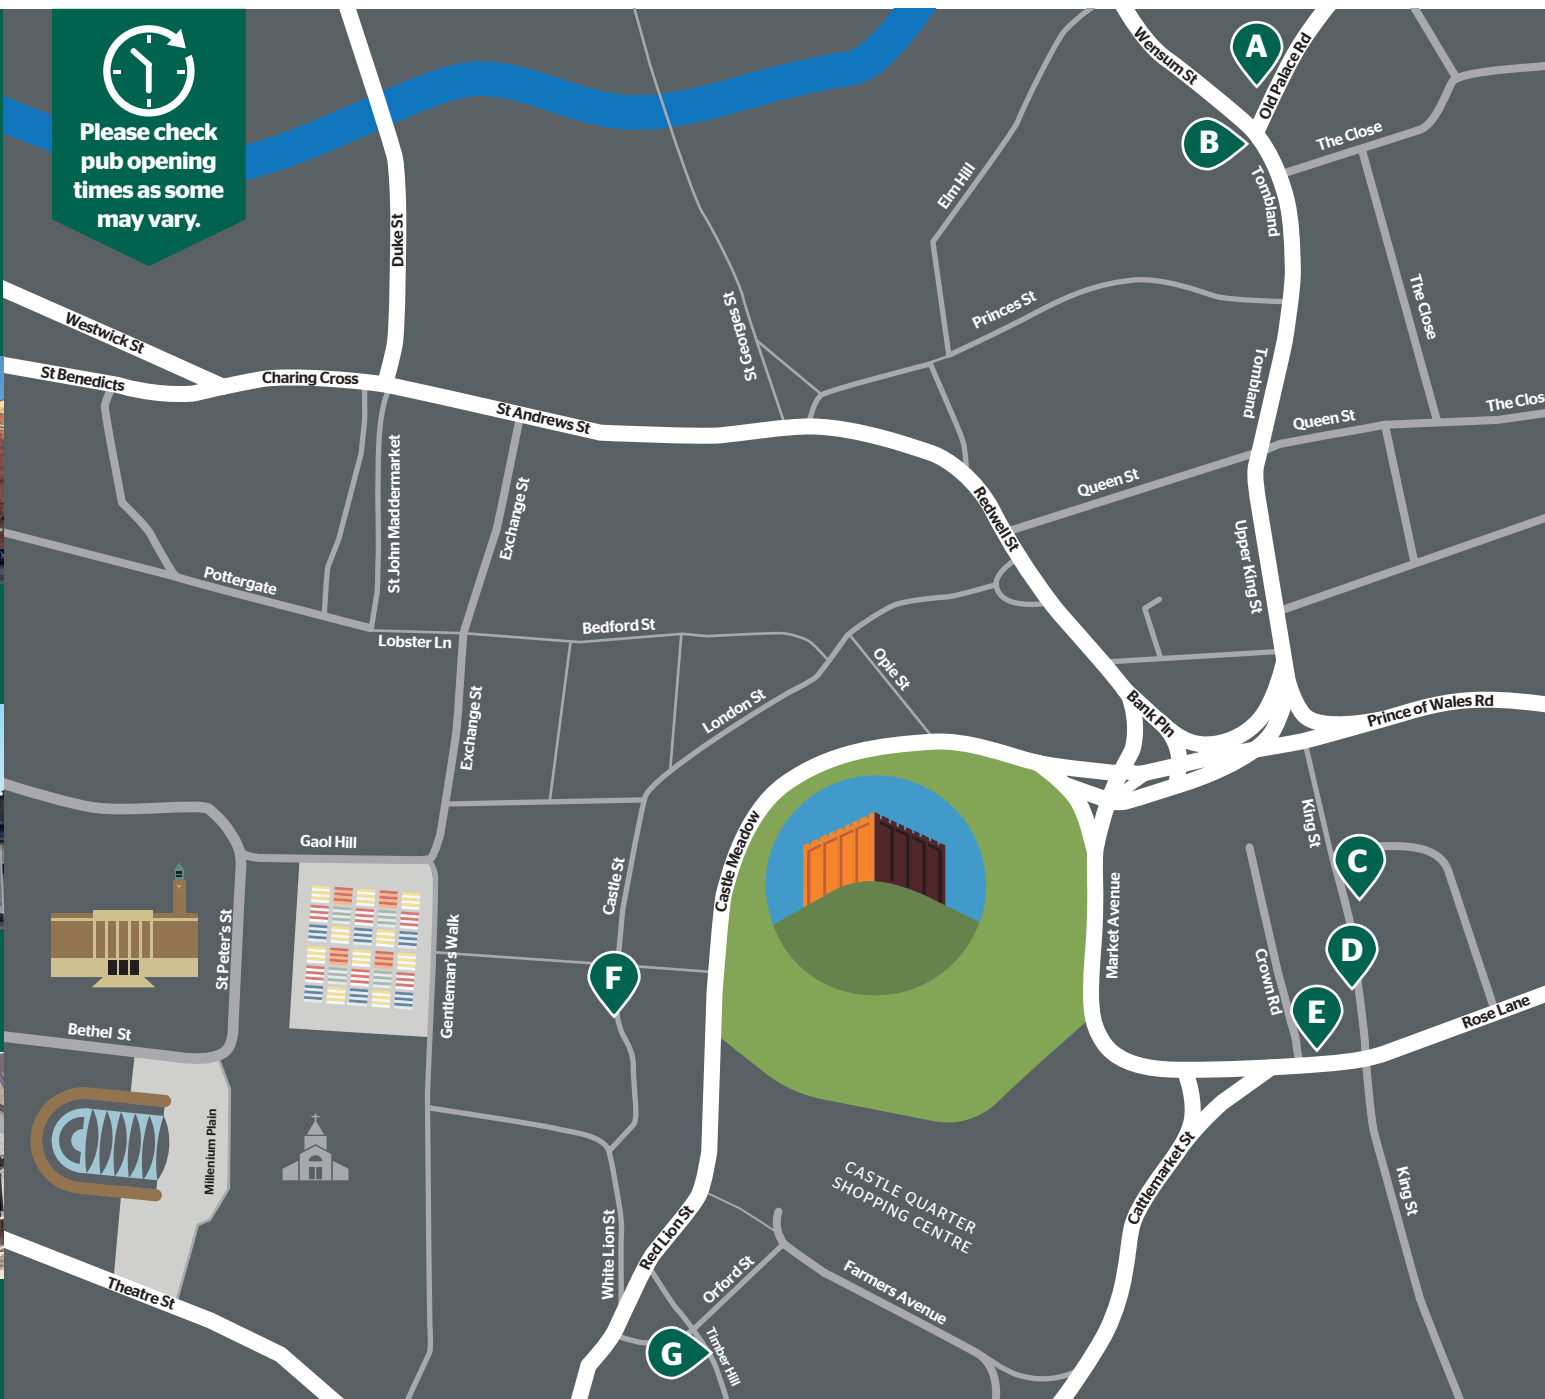 Please check
pub opening
times as some
may vary.
Wensum St
A
Old Palace Rd
B
The Close
Tombland
Elm Hill
Duke St
The Close
St Georges St
Princes St
Westwick St
St Benedicts
Charing Cross
St Andrews St
Tombland
Queen St
The Clos
Queen St
St John Maddermarket
Exchange St
Redwell St
Upper King St
Pottergate
Lobster Ln
Bedford St
Opie St
London St
Exchange St
Bank Pln
Prince of Wales Rd
Gaol Hill
Castle Meadow
King St
C
Castle St
Market Avenue
St Peter's St
Gentleman's Walk
F
D
Crown Rd
E
Rose Lane
Bethel St
Millenium Plain
Cattlemarket St
CASTLE QUARTER
SHOPPING CENTRE
King St
White Lion St
Red Lion St
Orford St
Farmers Avenue
Theatre St
G
Timber Hill